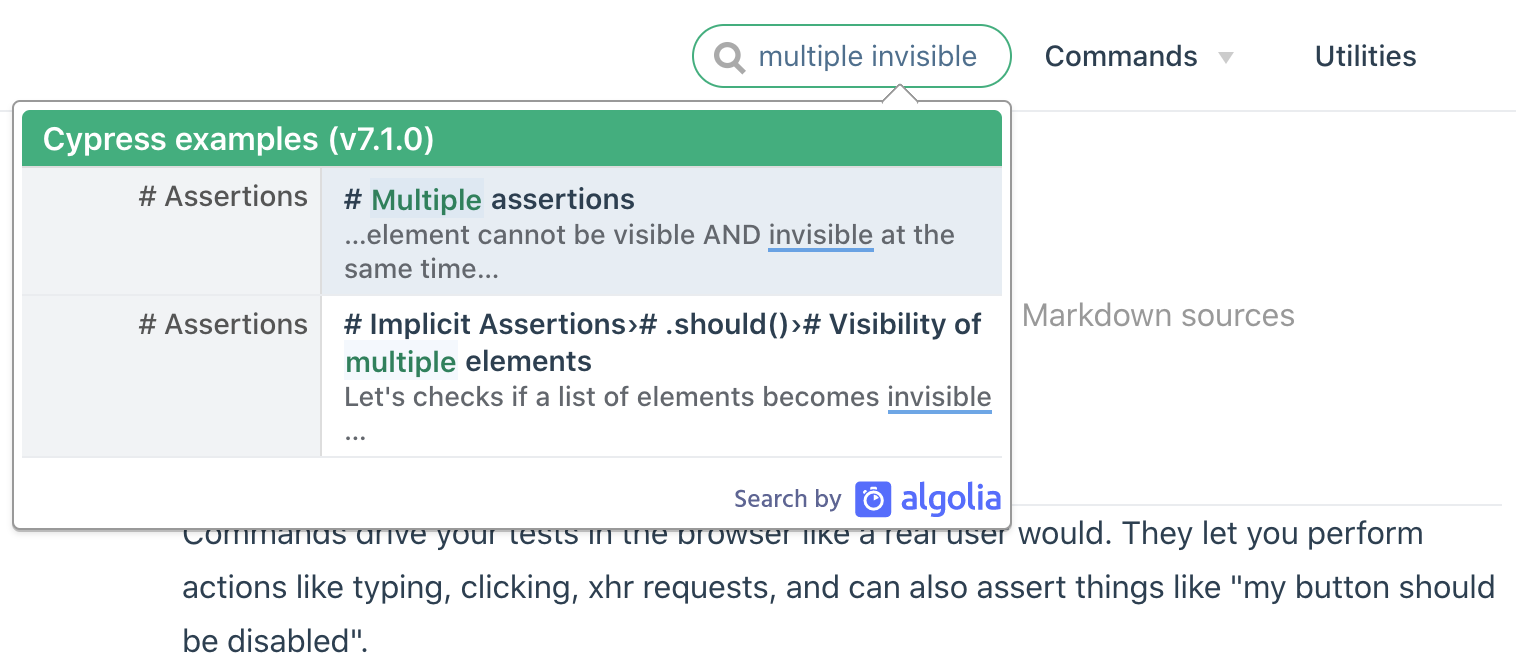 multiple invisible
Commands
Utilities
Cypress examples (v7.1.0)
# Assertions
# Multiple assertions
...element cannot be visible AND invisible at the
same time...
# Assertions
# Implicit Assertions›# .should()›# Visibility of
multiple elements
Let's checks if a list of elements becomes invisible
...
Markdown sources
Search by algolia
Commands drive your tests in the browser like a real user would. They let you perform
actions like typing, clicking, xhr requests, and can also assert things like "my button should
be disabled".